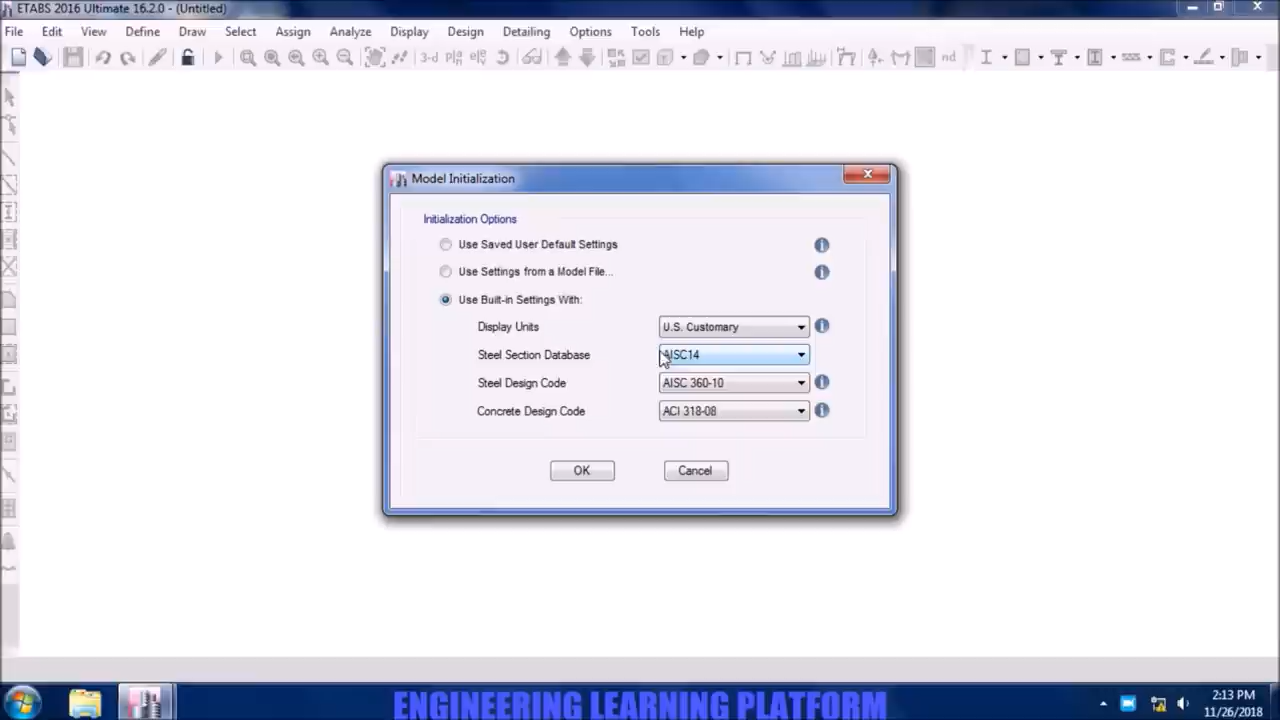 ETABS 2016 Ultimate 16.2.0 - (Untitled)
File Edit View Define Draw Select Assign Analyze Display Design Detailing Options Tools Help
3-d
nd
Model Initialization
Initialization Options
Use Saved User Default Settings
Use Settings from a Model File...
Use Built-in Settings With:
Display Units U.S. Customary
Steel Section Database AISC14
Steel Design Code AISC 360-10
Concrete Design Code ACI 318-08
OK Cancel
ENGINEERING LEARNING PLATFORM
2:13 PM
11/26/2018